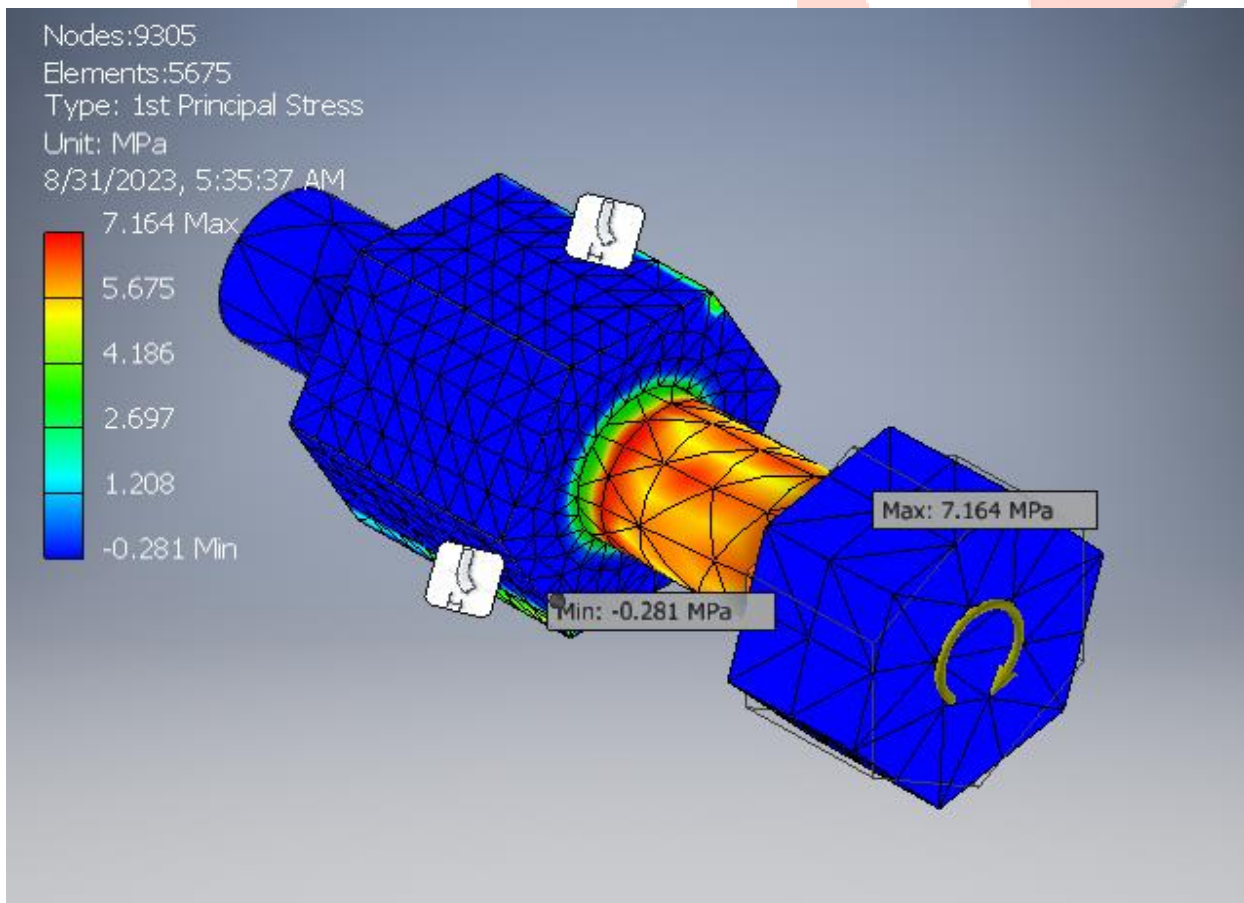 Nodes:9305
Elements:5675
Type: 1st Principal Stress
Unit: MPa
8/31/2023, 5:35:37 AM
7.164 Max
5.675
4.186
2.697
1.208
-0.281 Min
Max: 7.164 MPa
Min: -0.281 MPa